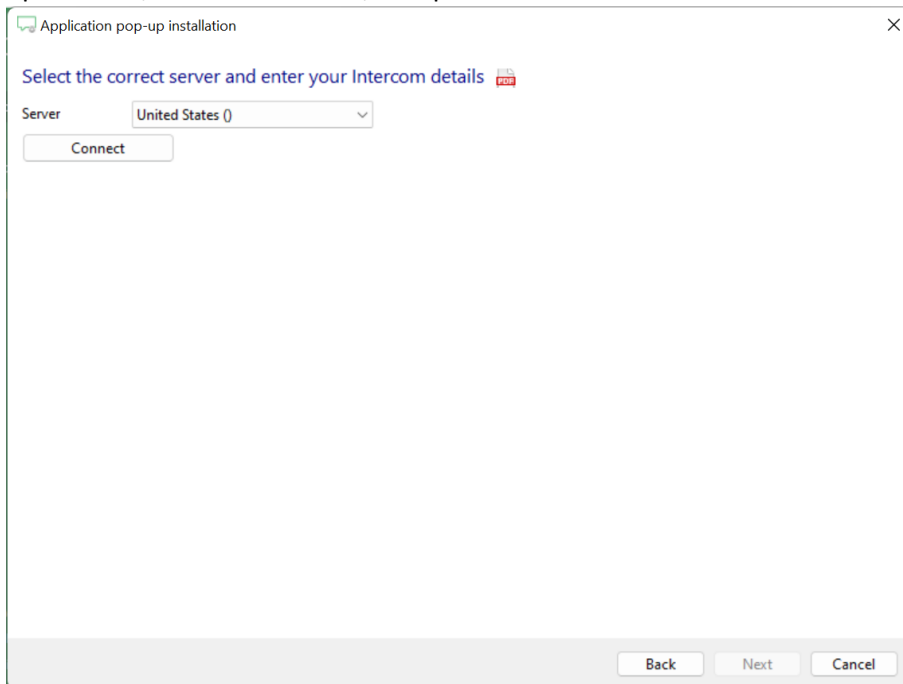 Application pop-up installation
Select the correct server and enter your Intercom details PDF
Server United States ()
Connect
Back Next Cancel